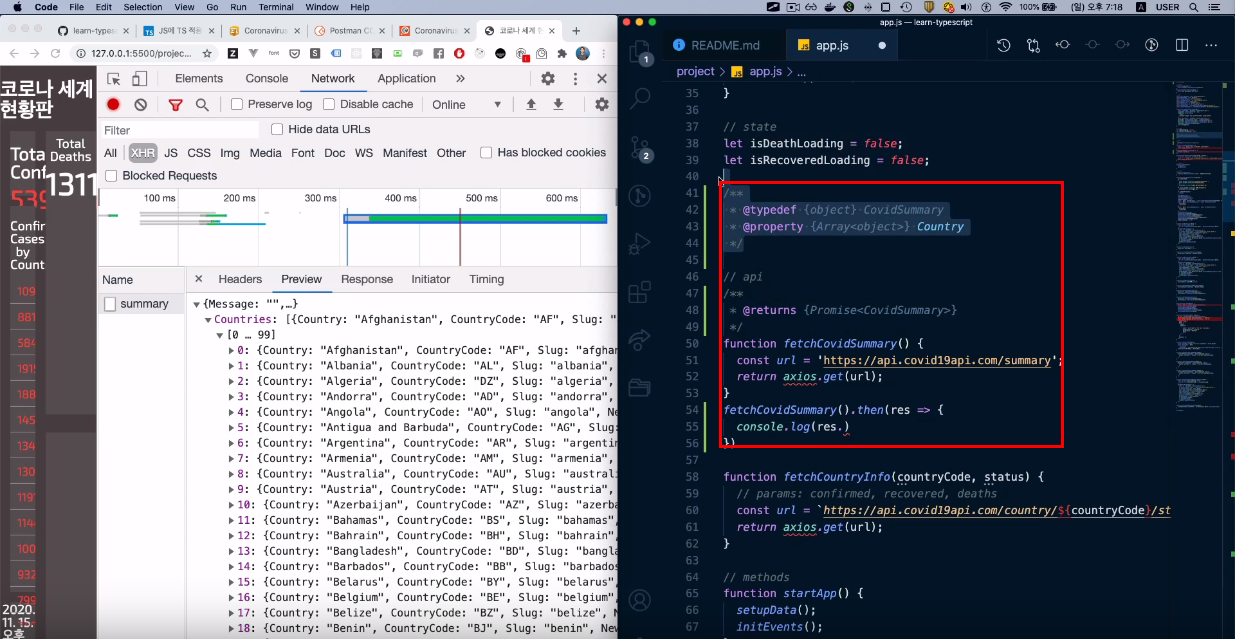 Code File Edit Selection View Go Run Terminal Window Help
100% (일) 오후 7:18 A USER
learn-types
JS에 TS 적용
Coronavirus
Postman CO
Coronavirus
코로나 세계
127.0.0.1:5500/projec...
코로나 세계
현황판
Total
Deaths
1311
Confir
Cases
by
Count
109
881
584
1915
188
145
134
130
1197
114
100
932
799
2020.
11. 15.
오후
Elements Console Network Application »
Preserve log Disable cache Online
Filter Hide data URLs
All XHR JS CSS Img Media Font Doc WS Manifest Other Has blocked cookies
Blocked Requests
100 ms 200 ms 300 ms 400 ms 500 ms 600 ms
Name × Headers Preview Response Initiator Timing
summary
▼{Message: "",…}
▼Countries: [{Country: "Afghanistan", CountryCode: "AF", Slug: "
▼[0 … 99]
▶0: {Country: "Afghanistan", CountryCode: "AF", Slug: "afghan
▶1: {Country: "Albania", CountryCode: "AL", Slug: "albania",
▶2: {Country: "Algeria", CountryCode: "DZ", Slug: "algeria",
▶3: {Country: "Andorra", CountryCode: "AD", Slug: "andorra",
▶4: {Country: "Angola", CountryCode: "AO", Slug: "angola", Ne
▶5: {Country: "Antigua and Barbuda", CountryCode: "AG", Slug:
▶6: {Country: "Argentina", CountryCode: "AR", Slug: "argentin
▶7: {Country: "Armenia", CountryCode: "AM", Slug: "armenia",
▶8: {Country: "Australia", CountryCode: "AU", Slug: "australi
▶9: {Country: "Austria", CountryCode: "AT", Slug: "austria",
▶10: {Country: "Azerbaijan", CountryCode: "AZ", Slug: "azerba
▶11: {Country: "Bahamas", CountryCode: "BS", Slug: "bahamas",
▶12: {Country: "Bahrain", CountryCode: "BH", Slug: "bahrain",
▶13: {Country: "Bangladesh", CountryCode: "BD", Slug: "bangla
▶14: {Country: "Barbados", CountryCode: "BB", Slug: "barbados
▶15: {Country: "Belarus", CountryCode: "BY", Slug: "belarus",
▶16: {Country: "Belgium", CountryCode: "BE", Slug: "belgium",
▶17: {Country: "Belize", CountryCode: "BZ", Slug: "belize", N
▶18: {Country: "Benin", CountryCode: "BJ", Slug: "benin", New
app.js — learn-typescript
README.md
JS app.js
project > JS app.js > ...
1
2
35 }
36
37 // state
38 let isDeathLoading = false;
39 let isRecoveredLoading = false;
40
41 /**
42 * @typedef {object} CovidSummary
43 * @property {Array<object>} Country
44 */
45
46 // api
47 /**
48 * @returns {Promise<CovidSummary>}
49 */
50 function fetchCovidSummary() {
51 const url = 'https://api.covid19api.com/summary';
52 return axios.get(url);
53 }
54 fetchCovidSummary().then(res => {
55 console.log(res.)
56 })
57
58 function fetchCountryInfo(countryCode, status) {
59 // params: confirmed, recovered, deaths
60 const url = `https://api.covid19api.com/country/${countryCode}/st
61 return axios.get(url);
62 }
63
64 // methods
65 function startApp() {
66 setupData();
67 initEvents();